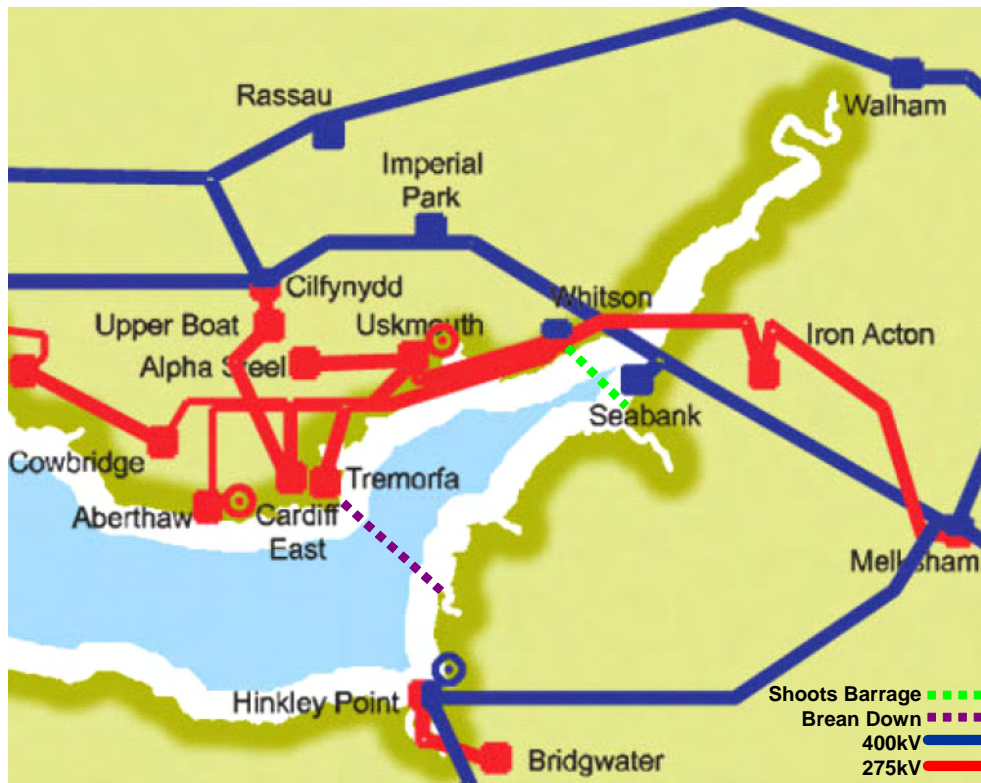 Rassau
Walham
Imperial
Park
Cilfynydd
Whitson
Upper Boat
Uskmouth
Iron Acton
Alpha Steel
Seabank
Cowbridge
Tremorfa
Aberthaw
Cardiff
East
Melksham
Hinkley Point
Bridgwater
Shoots Barrage
Brean Down
400kV
275kV